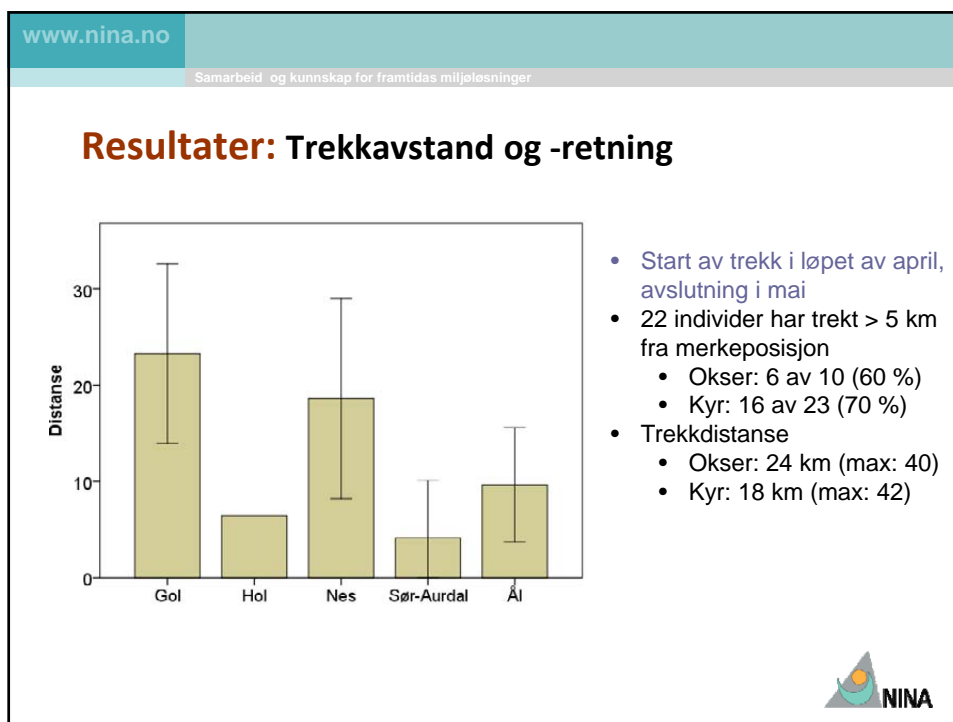 www.nina.no
Samarbeid og kunnskap for framtidas miljøløsninger
Resultater: Trekkavstand og -retning
Distanse
30
20
10
0
Gol Hol Nes Sør-Aurdal Ål
• Start av trekk i løpet av april,
avslutning i mai
• 22 individer har trekt > 5 km
fra merkeposisjon
• Okser: 6 av 10 (60 %)
• Kyr: 16 av 23 (70 %)
• Trekkdistanse
• Okser: 24 km (max: 40)
• Kyr: 18 km (max: 42)
NINA